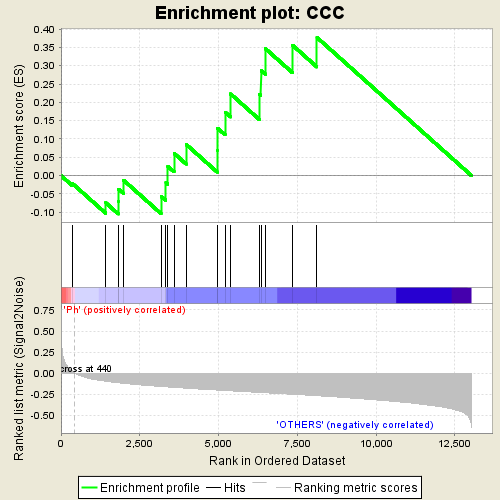 Enrichment plot: CCC
Enrichment score (ES)
0.40
0.35
0.30
0.25
0.20
0.15
0.10
0.05
0.00
-0.05
-0.10
'Ph' (positively correlated)
Ranked list metric (Signal2Noise)
0.75
0.50
0.25
0.00
-0.25
-0.50
cross at 440
'OTHERS' (negatively correlated)
0 2,500 5,000 7,500 10,000 12,500
Rank in Ordered Dataset
Enrichment profile Hits Ranking metric scores